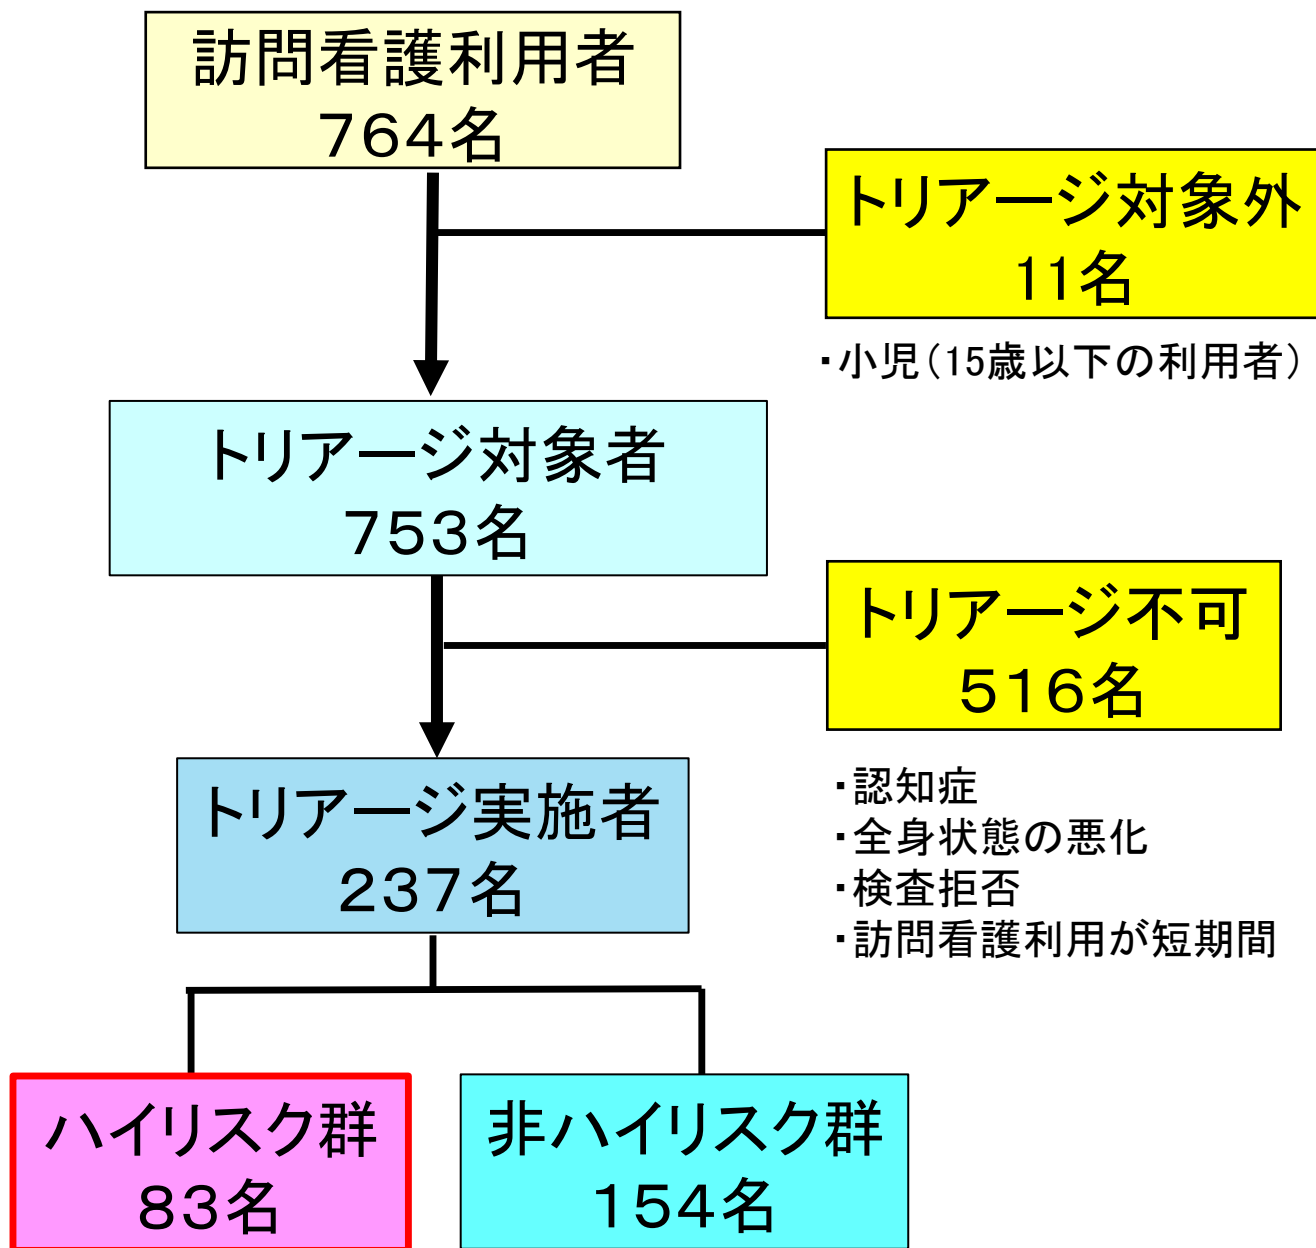 訪問看護利用者
764名
トリアージ対象外
11名
・小児(15歳以下の利用者)
トリアージ対象者
753名
トリアージ不可
516名
・認知症
・全身状態の悪化
・検査拒否
・訪問看護利用が短期間
トリアージ実施者
237名
ハイリスク群
83名
非ハイリスク群
154名